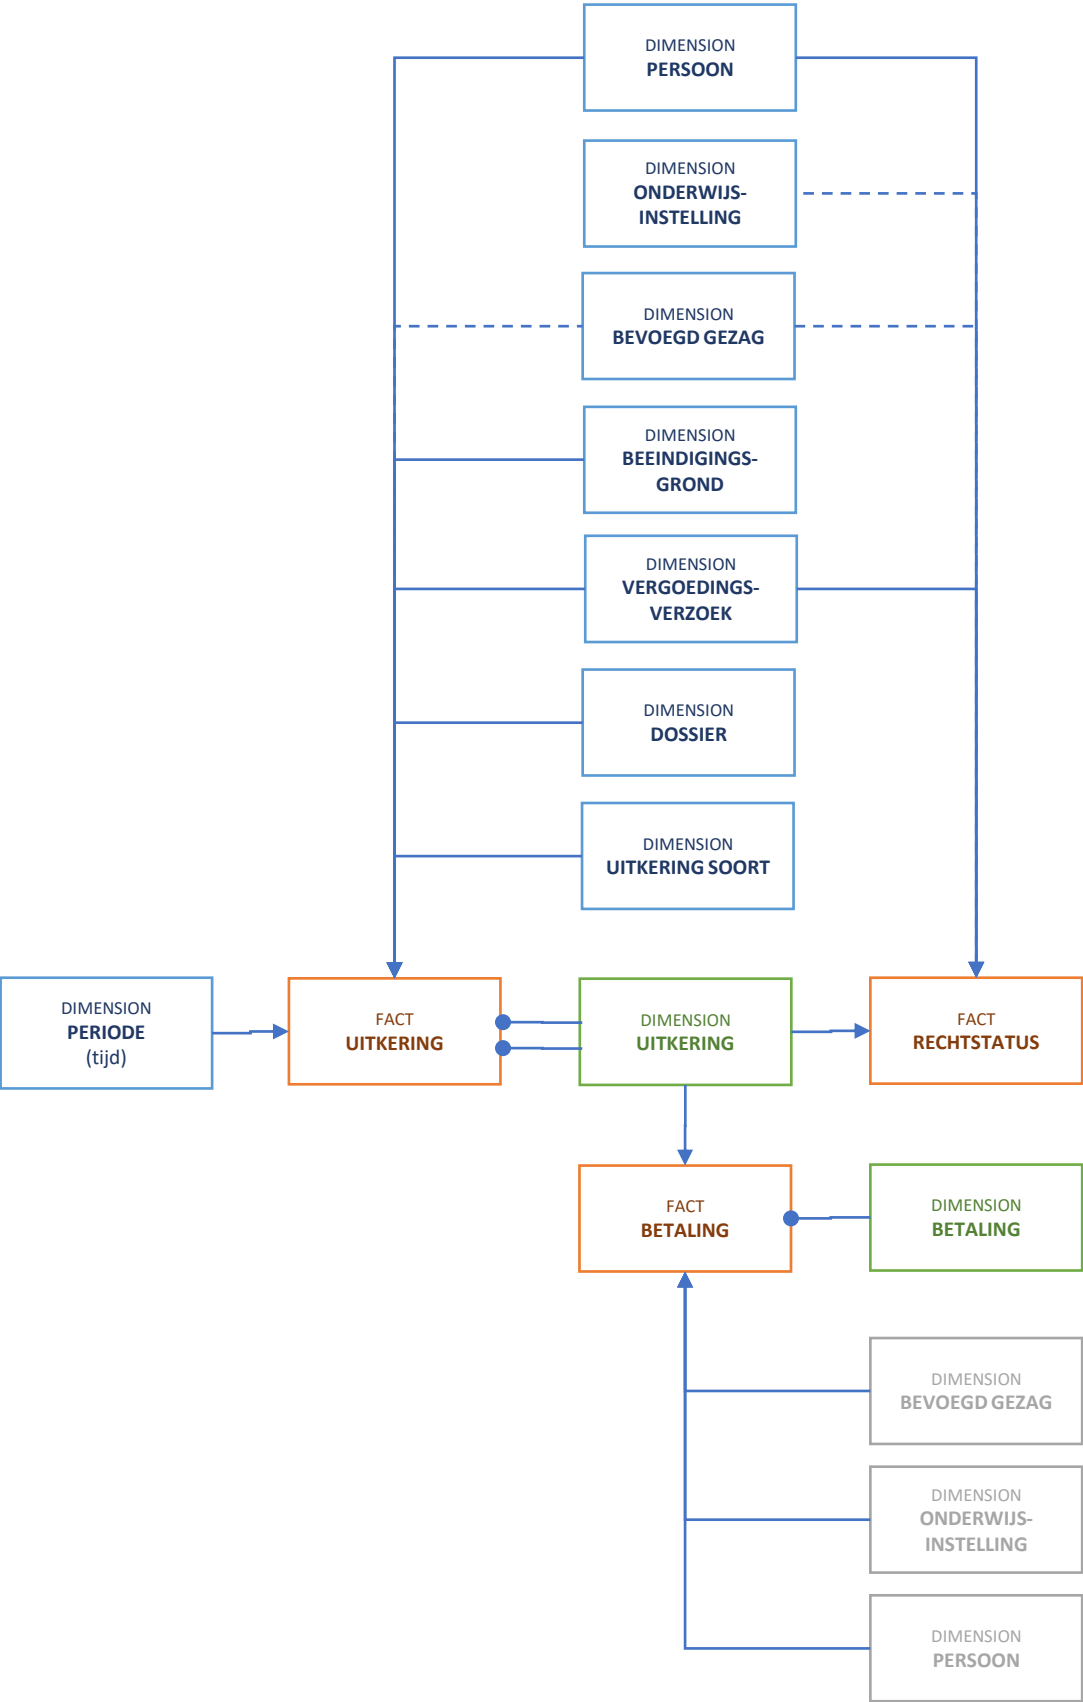 DIMENSION
PERSOON
DIMENSION
ONDERWIJS-
INSTELLING
DIMENSION
BEVOEGD GEZAG
DIMENSION
BEEINDIGINGS-
GROND
DIMENSION
VERGOEDINGS-
VERZOEK
DIMENSION
DOSSIER
DIMENSION
UITKERING SOORT
DIMENSION
PERIODE
(tijd)
FACT
UITKERING
DIMENSION
UITKERING
FACT
RECHTSTATUS
FACT
BETALING
DIMENSION
BETALING
DIMENSION
BEVOEGD GEZAG
DIMENSION
ONDERWIJS-
INSTELLING
DIMENSION
PERSOON